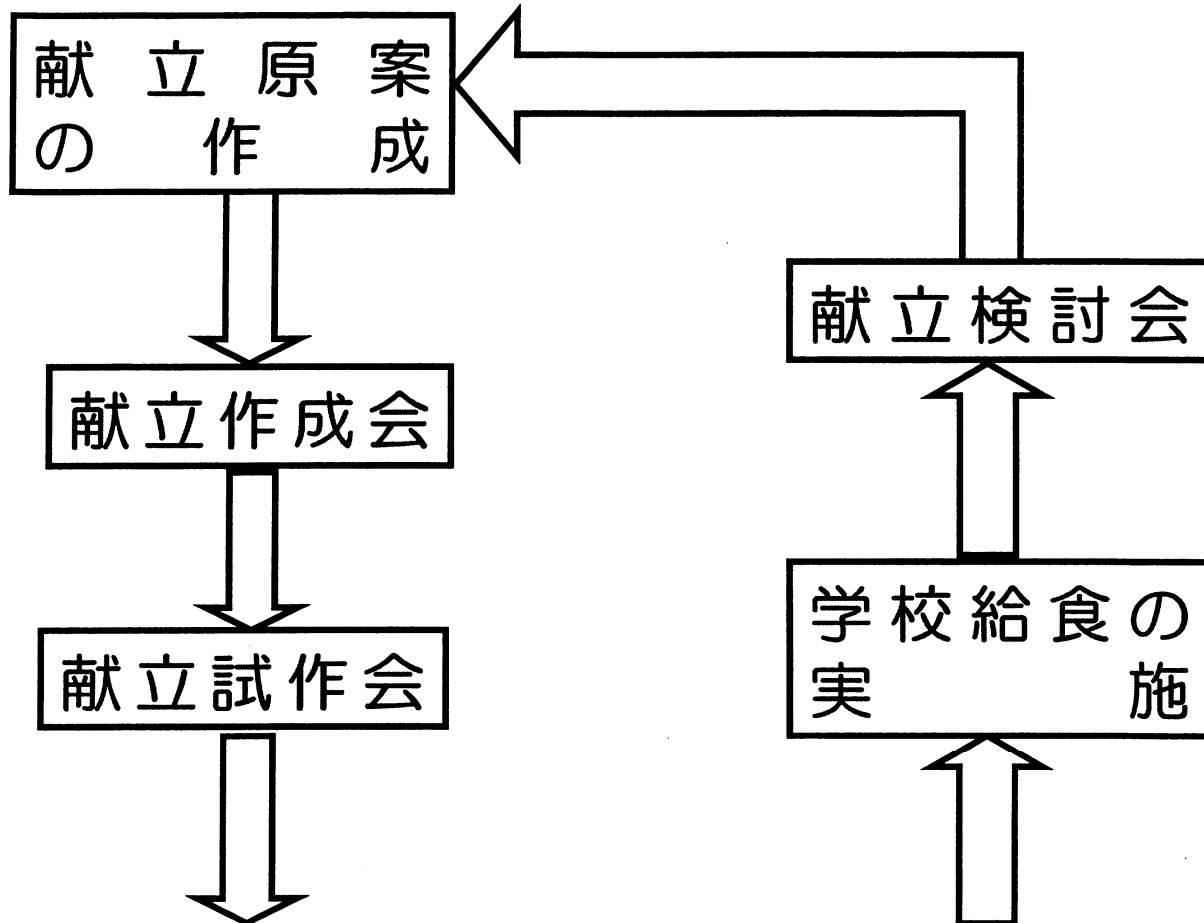 献立原案
の作成
献立作成会
献立試作会
献立検討会
学校給食の
実施